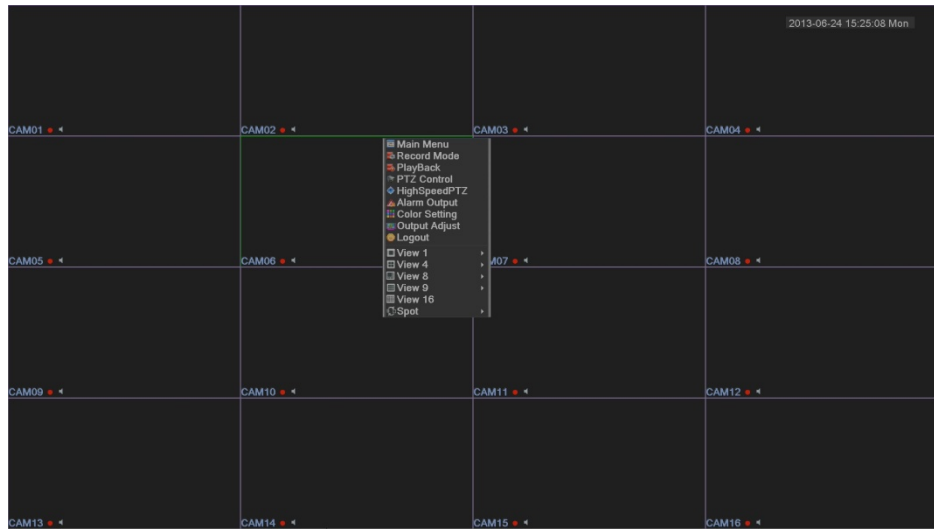 2013-06-24 15:25:08 Mon
CAM01
CAM02
CAM03
CAM04
Main Menu
Record Mode
PlayBack
PTZ Control
HighSpeedPTZ
Alarm Output
Color Setting
Output Adjust
Logout
View 1
View 4
View 8
View 9
View 16
Spot
CAM05
CAM06
M07
CAM08
CAM09
CAM10
CAM11
CAM12
CAM13
CAM14
CAM15
CAM16